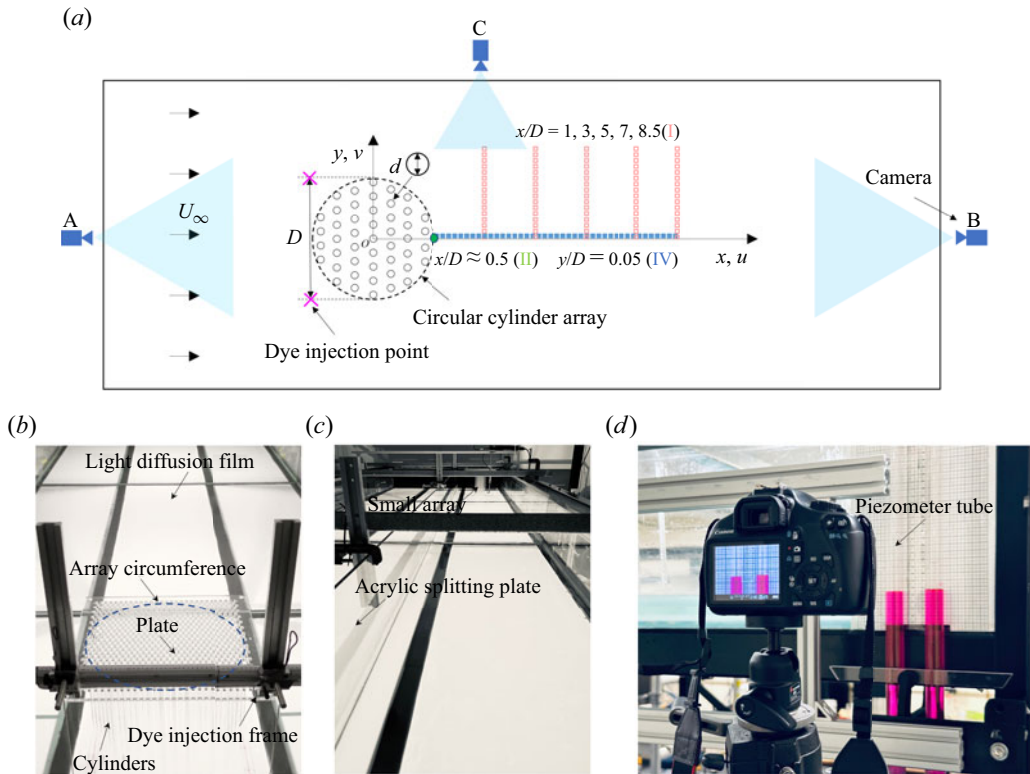 (a)
C
x/D = 1, 3, 5, 7, 8.5(I)
y, v
d
Camera
A
U∞
B
D
o
x/D ≈ 0.5 (II)
y/D = 0.05 (IV)
x, u
Circular cylinder array
Dye injection point
(b)
(c)
(d)
Light diffusion film
Small array
Piezometer tube
Array circumference
Acrylic splitting plate
Plate
Dye injection frame
Cylinders